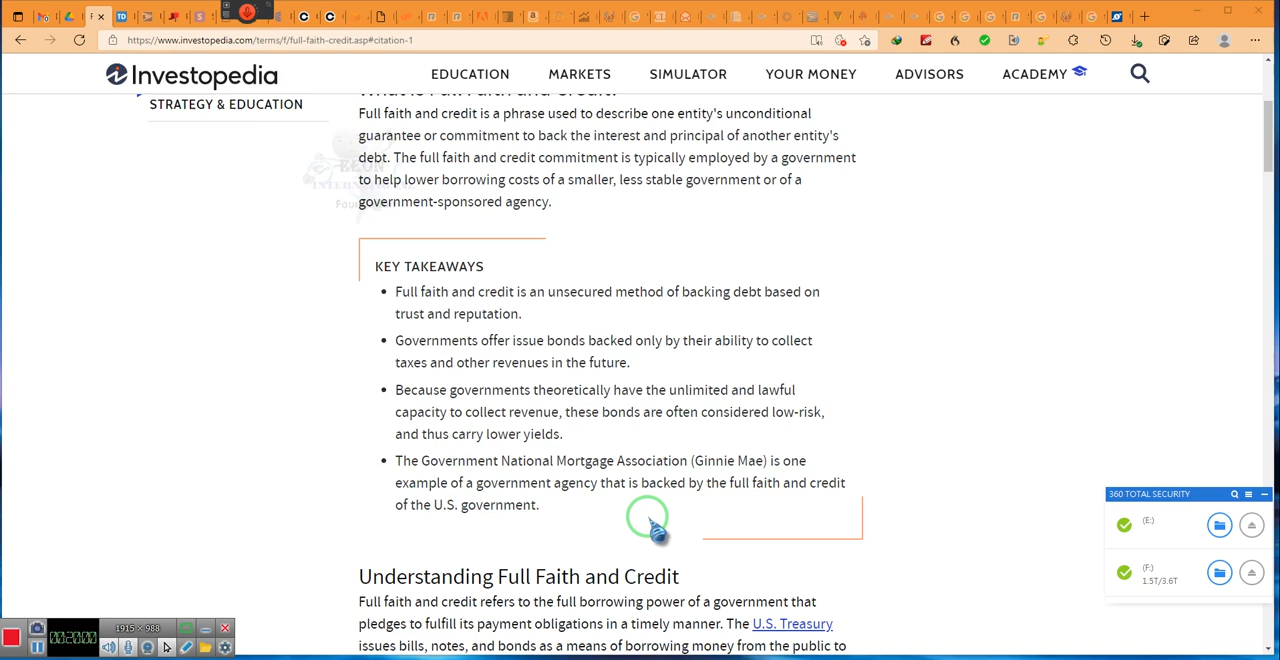 https://www.investopedia.com/terms/f/full-faith-credit.asp#citation-1
Investopedia
EDUCATION MARKETS SIMULATOR YOUR MONEY ADVISORS ACADEMY
STRATEGY & EDUCATION
What Is Full Faith and Credit?
Full faith and credit is a phrase used to describe one entity's unconditional
guarantee or commitment to back the interest and principal of another entity's
debt. The full faith and credit commitment is typically employed by a government
to help lower borrowing costs of a smaller, less stable government or of a
government-sponsored agency.
INTERNATIONAL
KEY TAKEAWAYS
Full faith and credit is an unsecured method of backing debt based on
trust and reputation.
Governments offer issue bonds backed only by their ability to collect
taxes and other revenues in the future.
Because governments theoretically have the unlimited and lawful
capacity to collect revenue, these bonds are often considered low-risk,
and thus carry lower yields.
The Government National Mortgage Association (Ginnie Mae) is one
example of a government agency that is backed by the full faith and credit
of the U.S. government.
Understanding Full Faith and Credit
Full faith and credit refers to the full borrowing power of a government that
pledges to fulfill its payment obligations in a timely manner. The U.S. Treasury
issues bills, notes, and bonds as a means of borrowing money from the public to
360 TOTAL SECURITY
(E:)
(F:)
1.5T/3.6T
1915 × 988
00:20:00